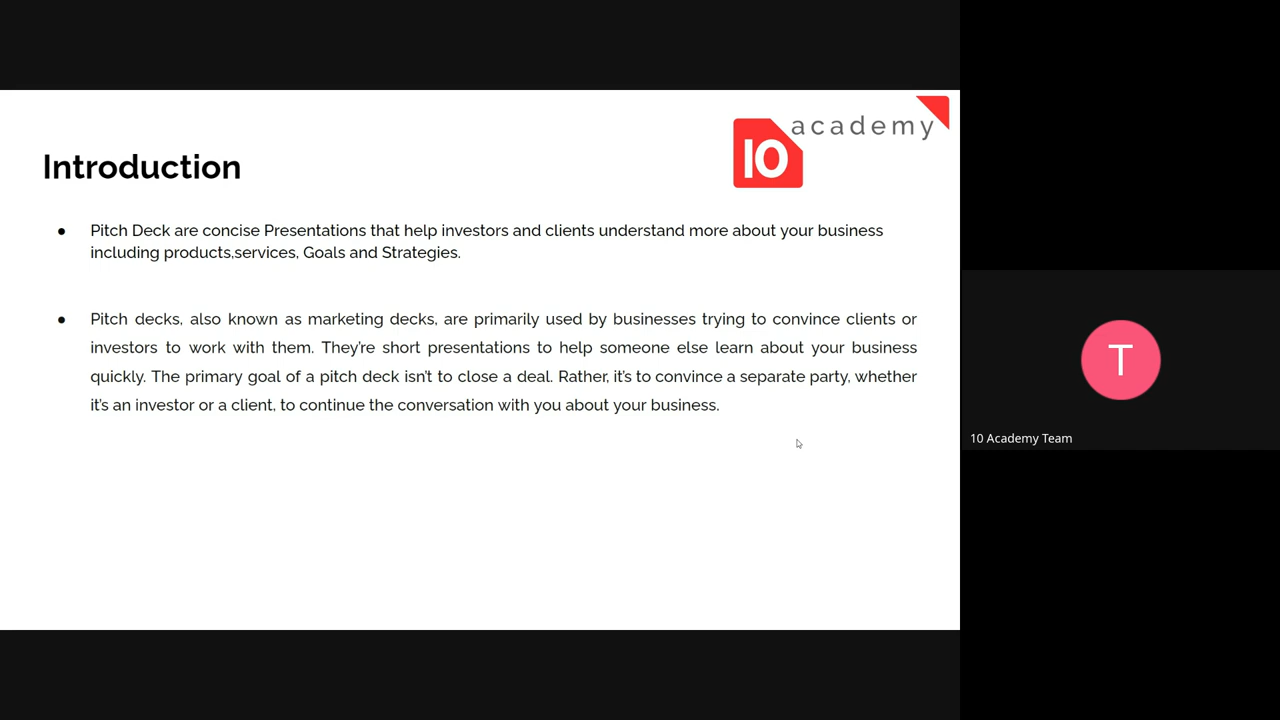 academy
10
Introduction
● Pitch Deck are concise Presentations that help investors and clients understand more about your business
including products,services, Goals and Strategies.
● Pitch decks, also known as marketing decks, are primarily used by businesses trying to convince clients or
investors to work with them. They're short presentations to help someone else learn about your business
quickly. The primary goal of a pitch deck isn't to close a deal. Rather, it's to convince a separate party, whether
it's an investor or a client, to continue the conversation with you about your business.
T
10 Academy Team